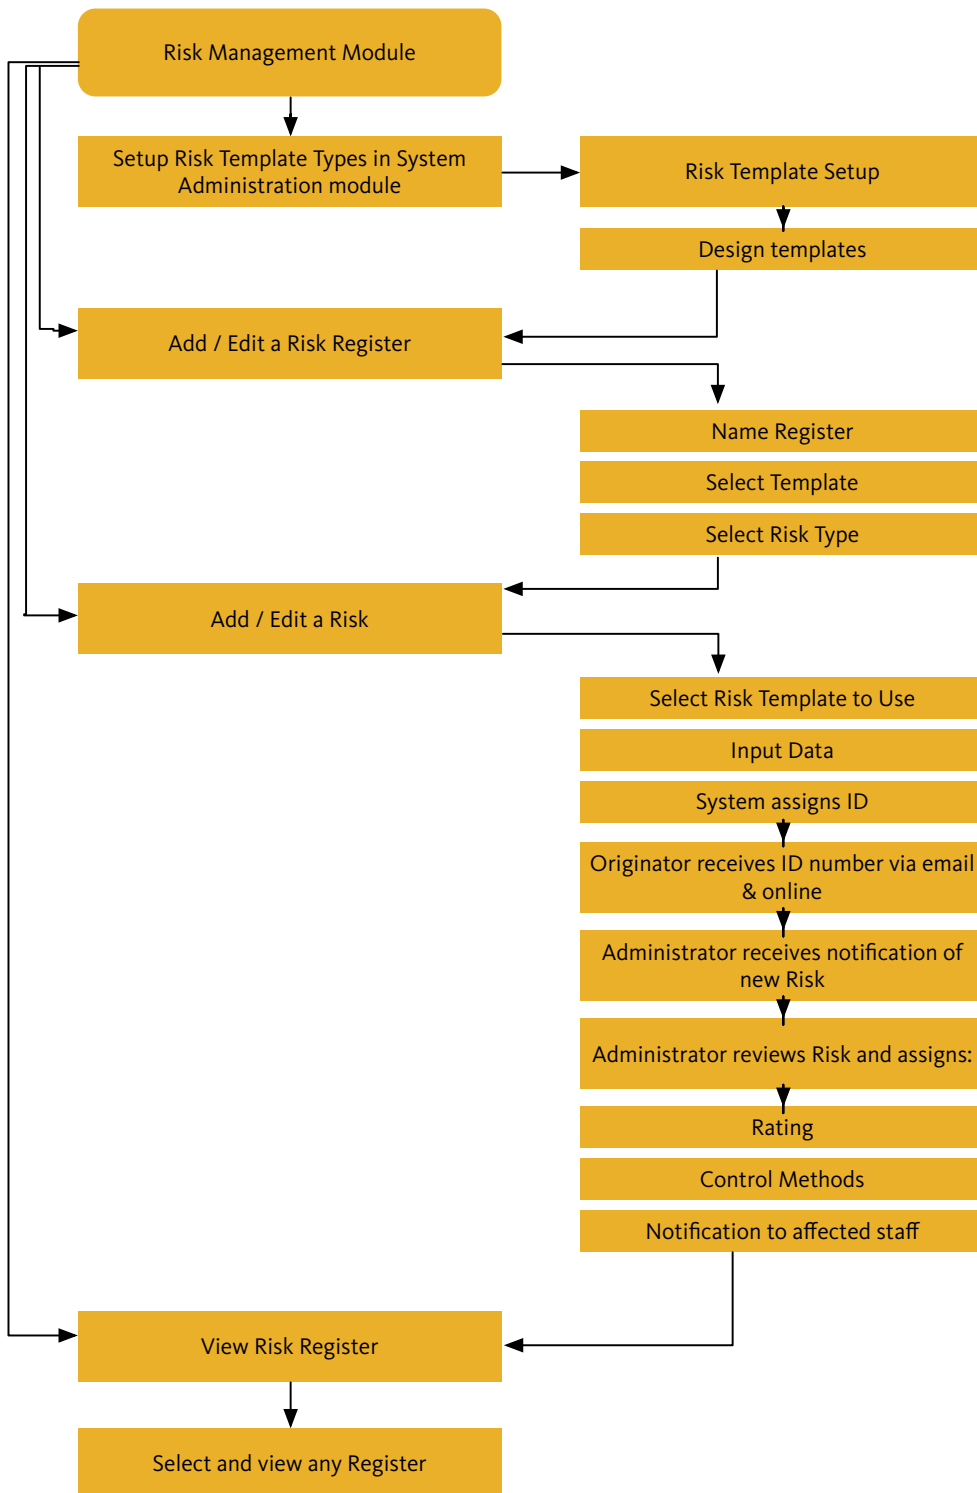 Risk Management Module
Setup Risk Template Types in System
Administration module
Risk Template Setup
Design templates
Add / Edit a Risk Register
Name Register
Select Template
Select Risk Type
Add / Edit a Risk
Select Risk Template to Use
Input Data
System assigns ID
Originator receives ID number via email
& online
Administrator receives notification of
new Risk
Administrator reviews Risk and assigns:
Rating
Control Methods
Notification to affected staff
View Risk Register
Select and view any Register